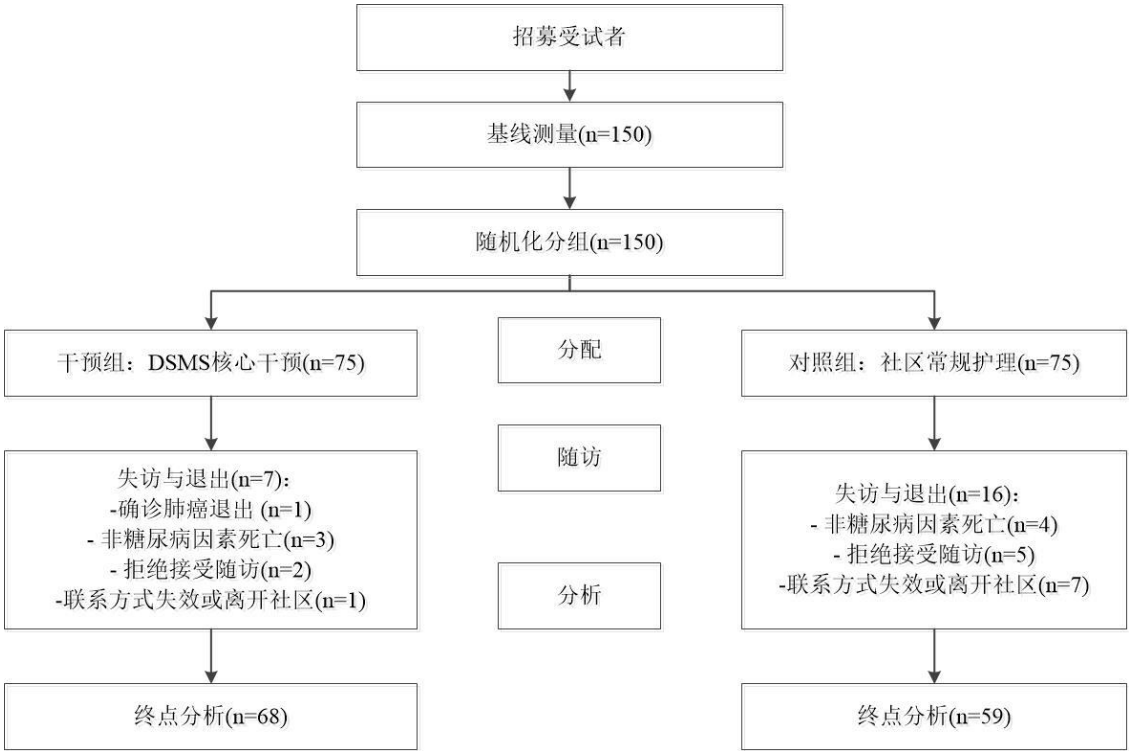 招募受试者
基线测量(n=150)
随机化分组(n=150)
分配
干预组：DSMS核心干预(n=75)
对照组：社区常规护理(n=75)
随访
失访与退出(n=7)：
-确诊肺癌退出 (n=1)
- 非糖尿病因素死亡(n=3)
- 拒绝接受随访(n=2)
-联系方式失效或离开社区(n=1)
失访与退出(n=16)：
- 非糖尿病因素死亡(n=4)
- 拒绝接受随访(n=5)
-联系方式失效或离开社区(n=7)
分析
终点分析(n=68)
终点分析(n=59)